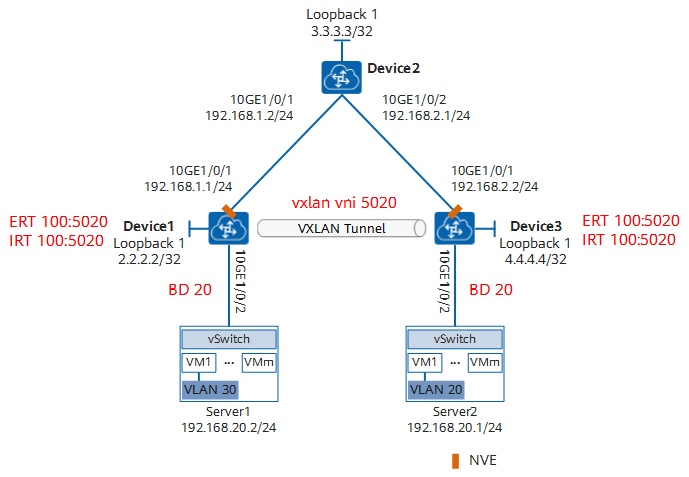 Loopback 1
3.3.3.3/32
Device2
10GE1/0/1
192.168.1.2/24
10GE1/0/2
192.168.2.1/24
10GE1/0/1
192.168.1.1/24
10GE1/0/1
192.168.2.2/24
vxlan vni 5020
ERT 100:5020
IRT 100:5020
Device1
Loopback 1
2.2.2.2/32
VXLAN Tunnel
Device3
Loopback 1
4.4.4.4/32
ERT 100:5020
IRT 100:5020
BD 20
10GE1/0/2
10GE1/0/2
BD 20
vSwitch
VM1 ... VMm
VLAN 30
Server1
192.168.20.2/24
vSwitch
VM1 ... VMm
VLAN 20
Server2
192.168.20.1/24
NVE